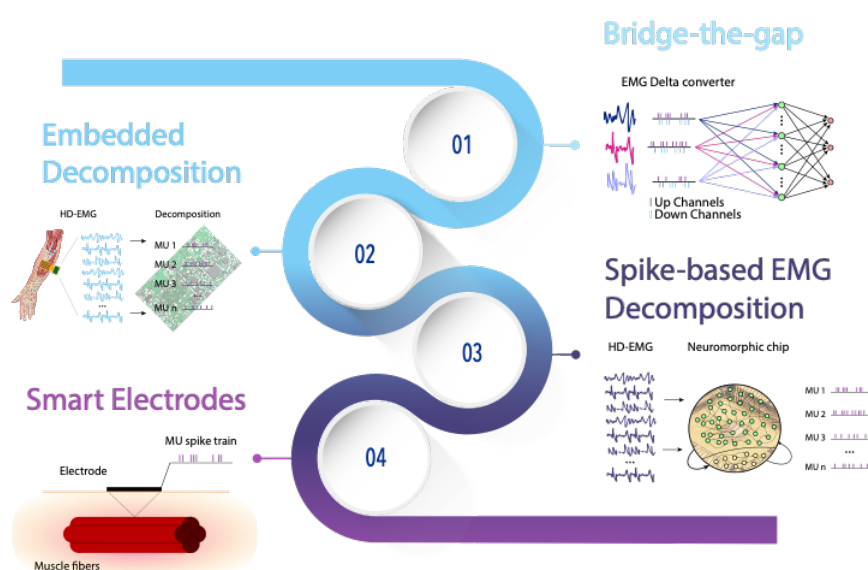 Bridge-the-gap
EMG Delta converter
Up Channels
Down Channels
01
Embedded
Decomposition
HD-EMG
Decomposition
MU 1
MU 2
MU 3
...
MU n
02
Spike-based EMG
Decomposition
HD-EMG
Neuromorphic chip
MU 1
MU 2
MU 3
...
MU n
03
Smart Electrodes
MU spike train
Electrode
Muscle fibers
04